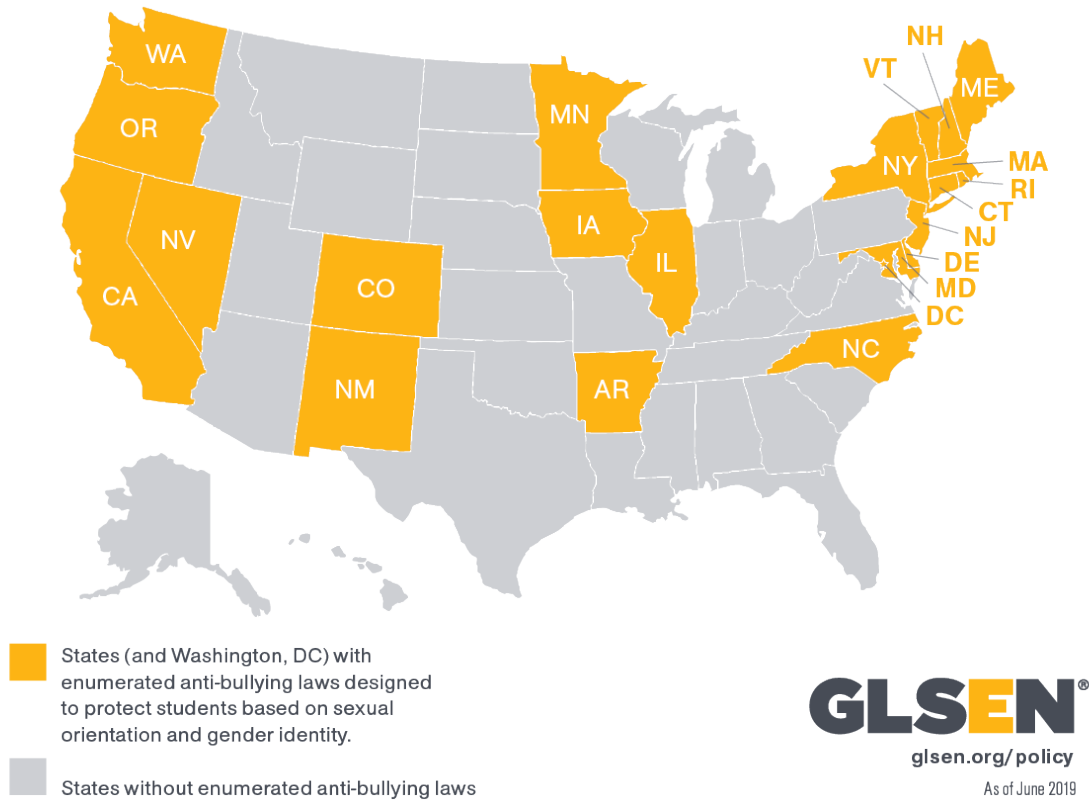 WA
OR
CA
NV
CO
NM
MN
IA
IL
AR
NC
NY
ME
NH
VT
MA
RI
CT
NJ
DE
MD
DC
States (and Washington, DC) with
enumerated anti-bullying laws designed
to protect students based on sexual
orientation and gender identity.
States without enumerated anti-bullying laws
GLSEN®
glsen.org/policy
As of June 2019